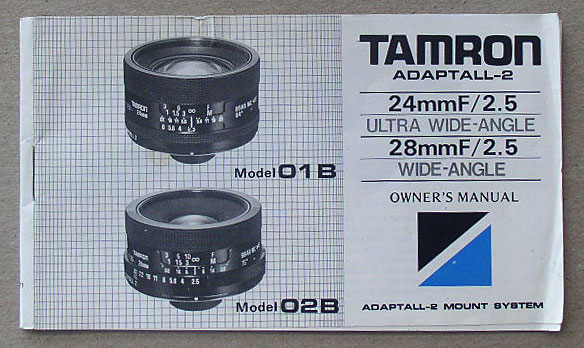 TAMRON
ADAPTALL-2
24mmF/2.5
ULTRA WIDE-ANGLE
28mmF/2.5
WIDE-ANGLE
OWNER'S MANUAL
ADAPTALL-2 MOUNT SYSTEM
TAMRON
Model 01B
Model 02B